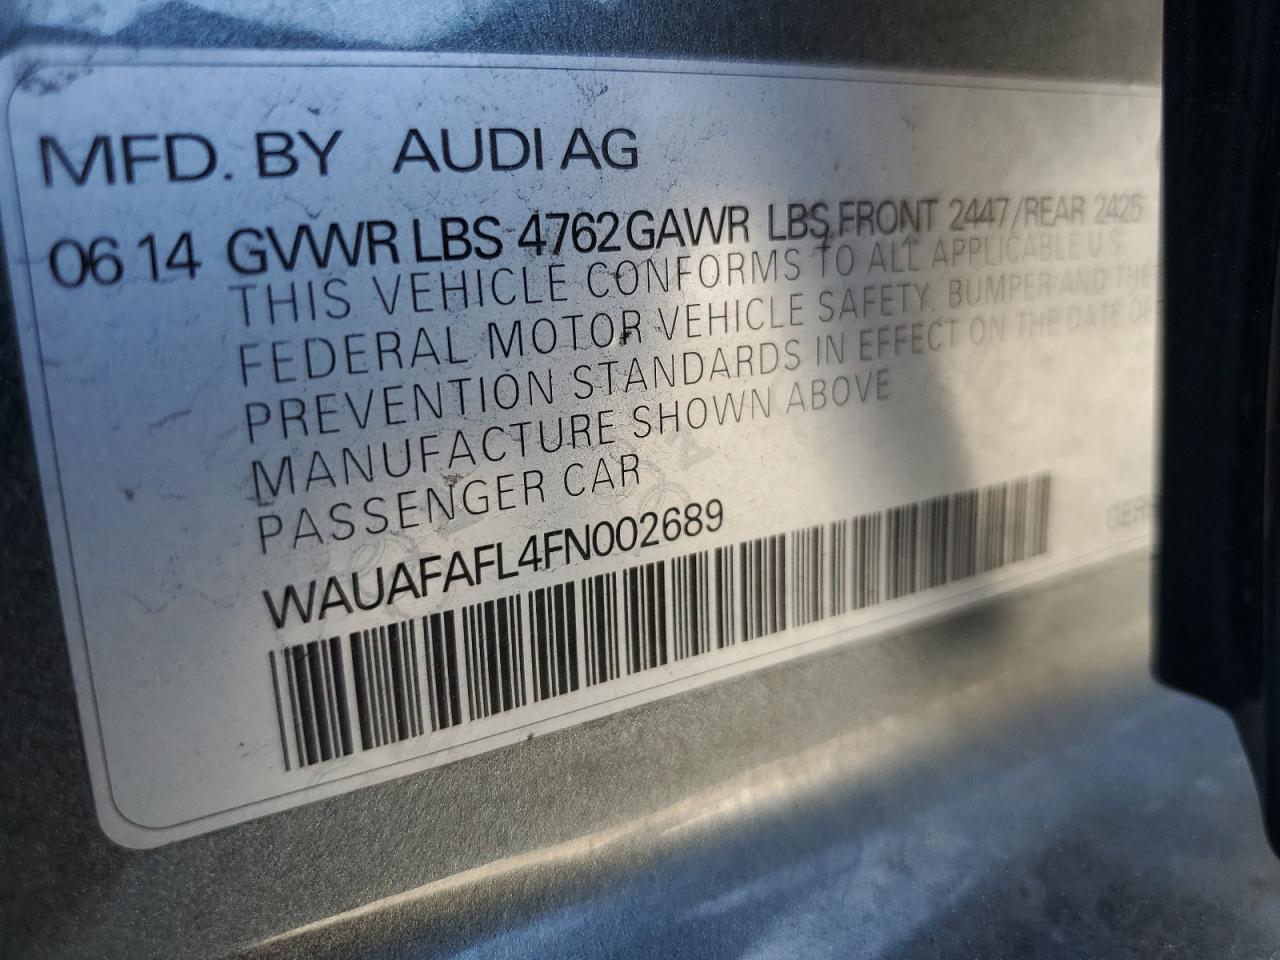 MFD. BY AUDI AG
06 14 GVWR LBS 4762 GAWR LBS FRONT 2447/REAR 2425
THIS VEHICLE CONFORMS TO ALL APPLICABLE U.S.
FEDERAL MOTOR VEHICLE SAFETY, BUMPER AND THE
PREVENTION STANDARDS IN EFFECT ON THE DATE OF
MANUFACTURE SHOWN ABOVE
PASSENGER CAR
WAUAFAFL4FN002689